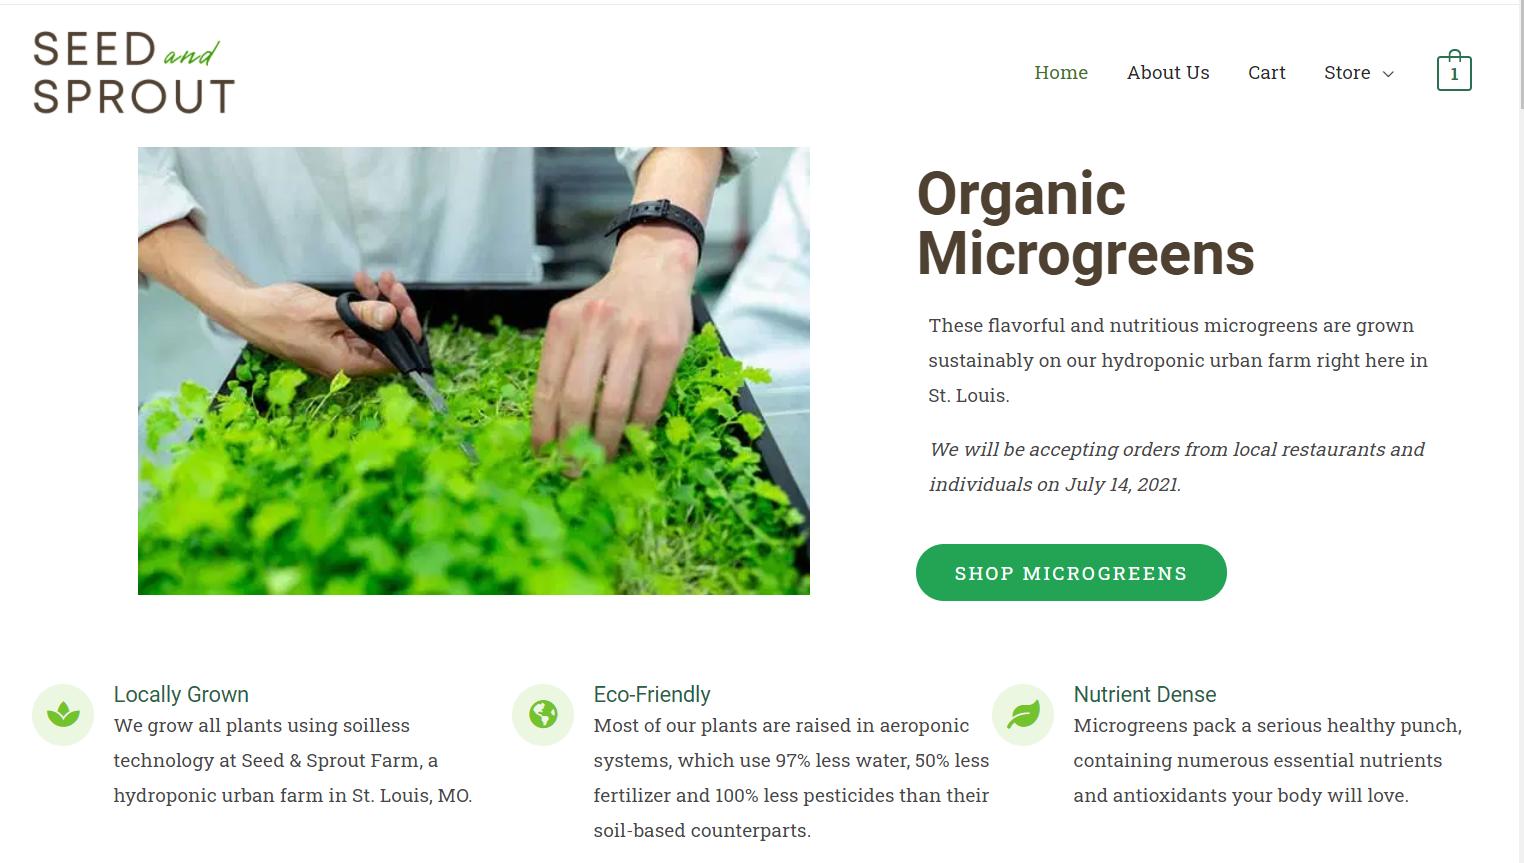 SEED and
SPROUT
Home
About Us
Cart
Store
1
Organic
Microgreens
These flavorful and nutritious microgreens are grown
sustainably on our hydroponic urban farm right here in
St. Louis.
We will be accepting orders from local restaurants and
individuals on July 14, 2021.
SHOP MICROGREENS
Locally Grown
We grow all plants using soilless
technology at Seed & Sprout Farm, a
hydroponic urban farm in St. Louis, MO.
Eco-Friendly
Most of our plants are raised in aeroponic
systems, which use 97% less water, 50% less
fertilizer and 100% less pesticides than their
soil-based counterparts.
Nutrient Dense
Microgreens pack a serious healthy punch,
containing numerous essential nutrients
and antioxidants your body will love.